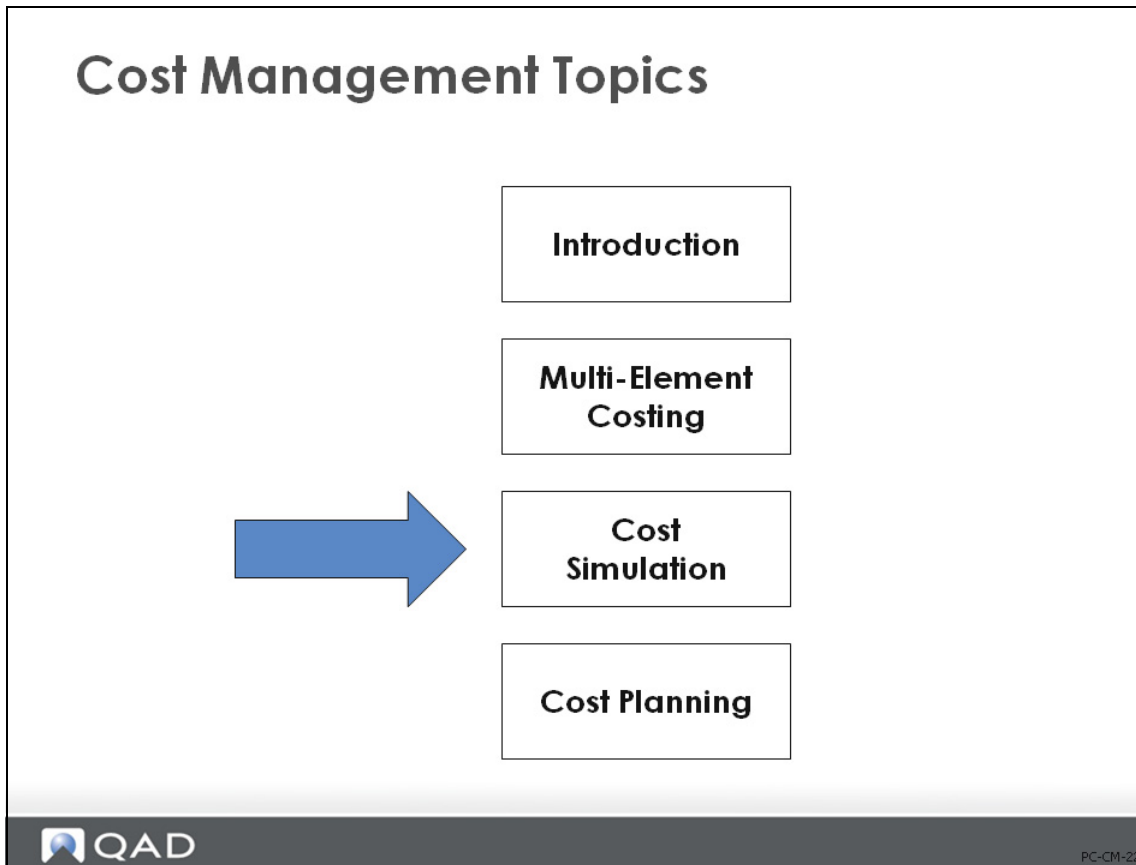 Cost Management Topics
Introduction
Multi-Element
Costing
Cost
Simulation
Cost Planning
QAD